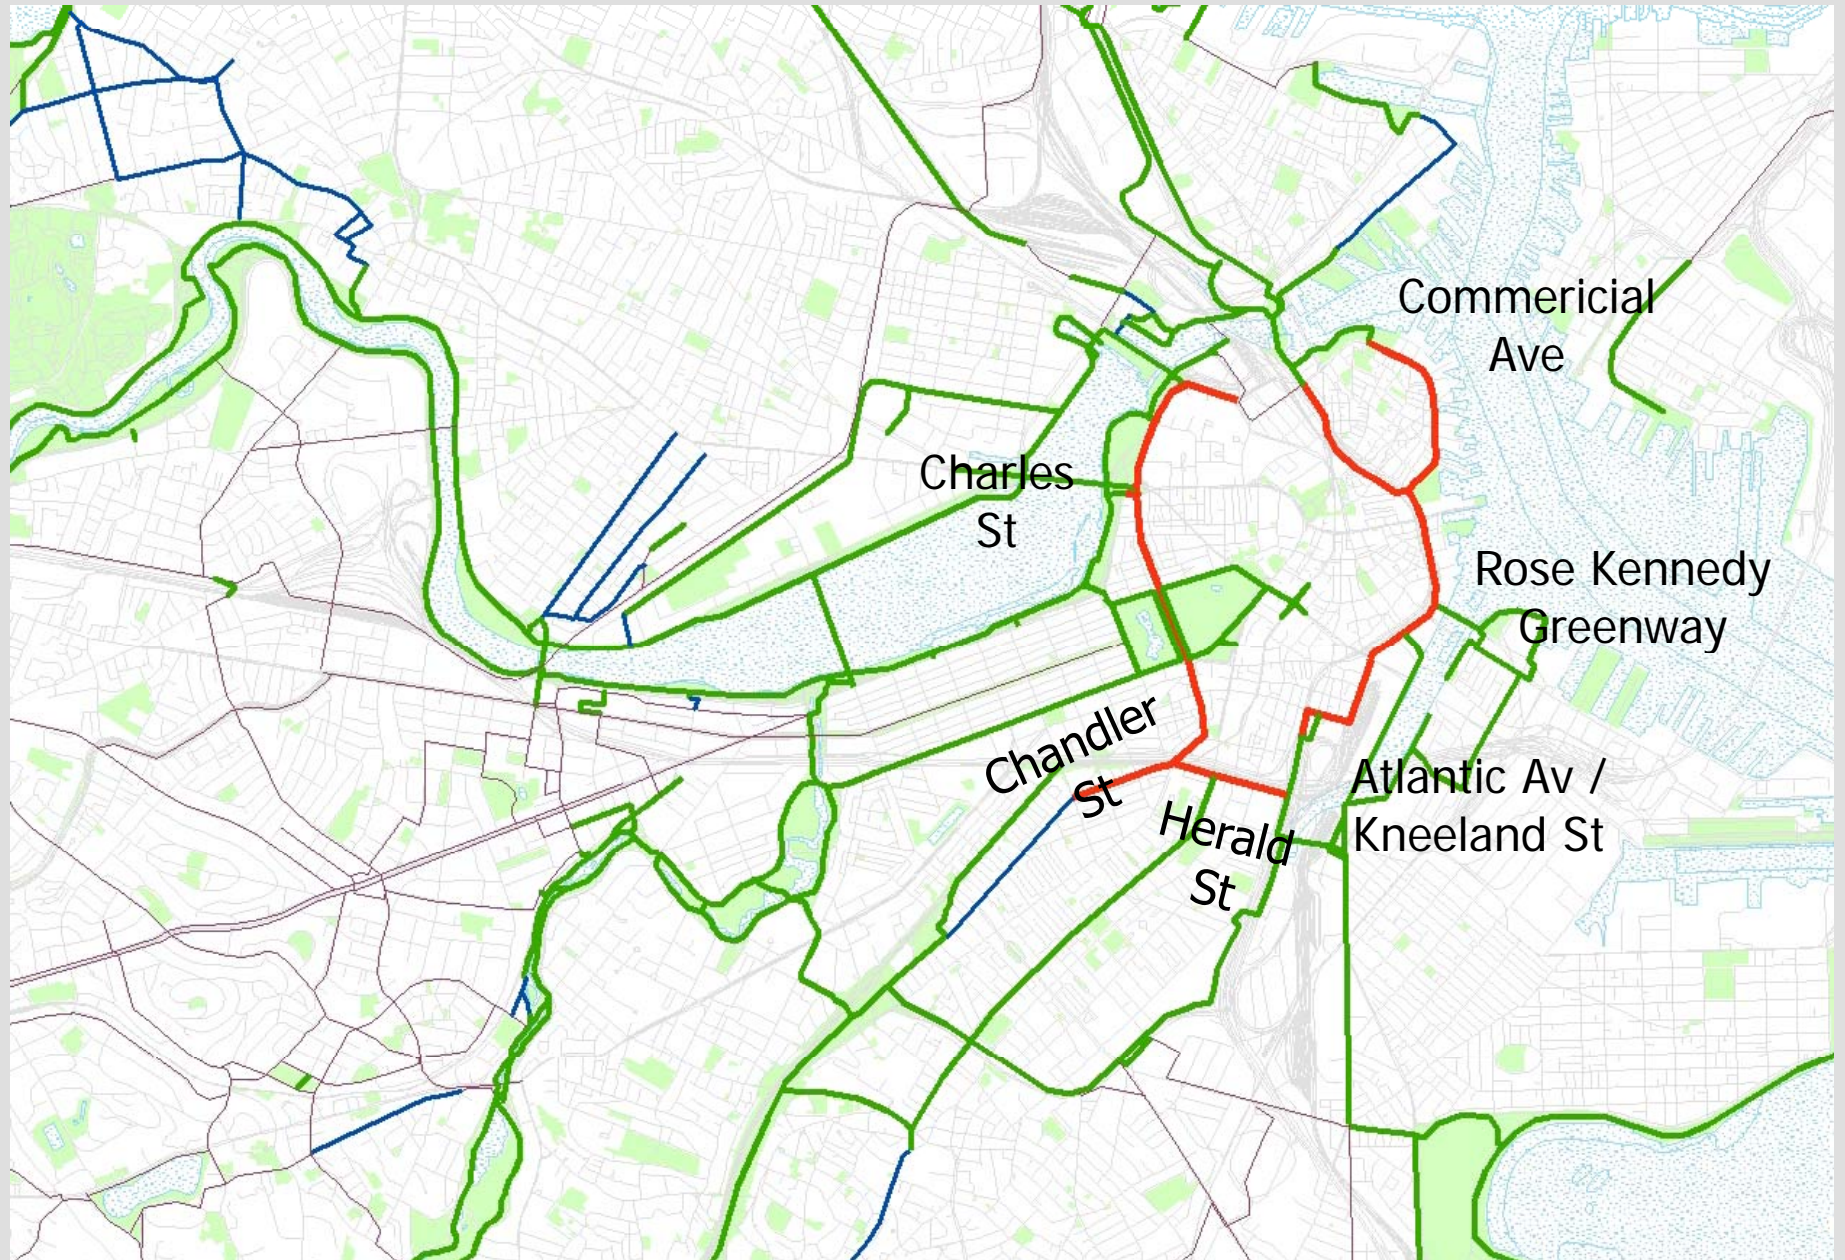 Commericial
Ave
Charles
St
Rose Kennedy
Greenway
Chandler
St
Herald
St
Atlantic Av /
Kneeland St